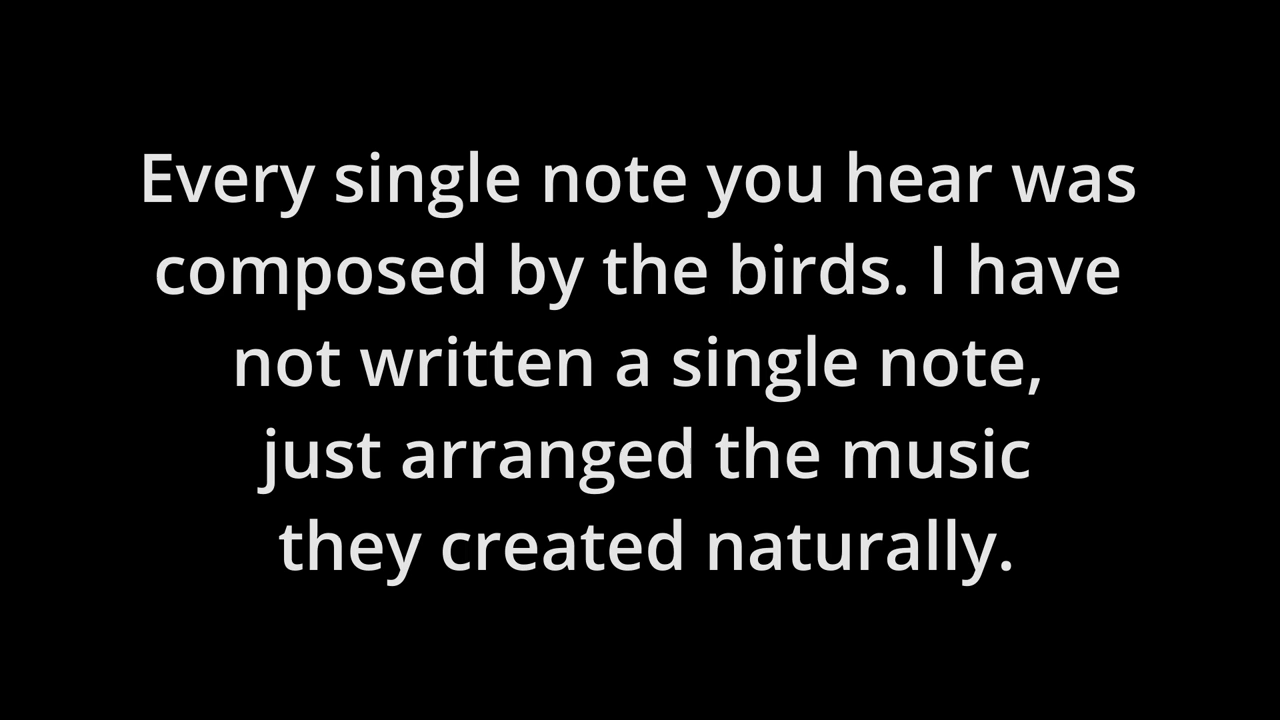 Every single note you hear was
composed by the birds. I have
not written a single note,
just arranged the music
they created naturally.